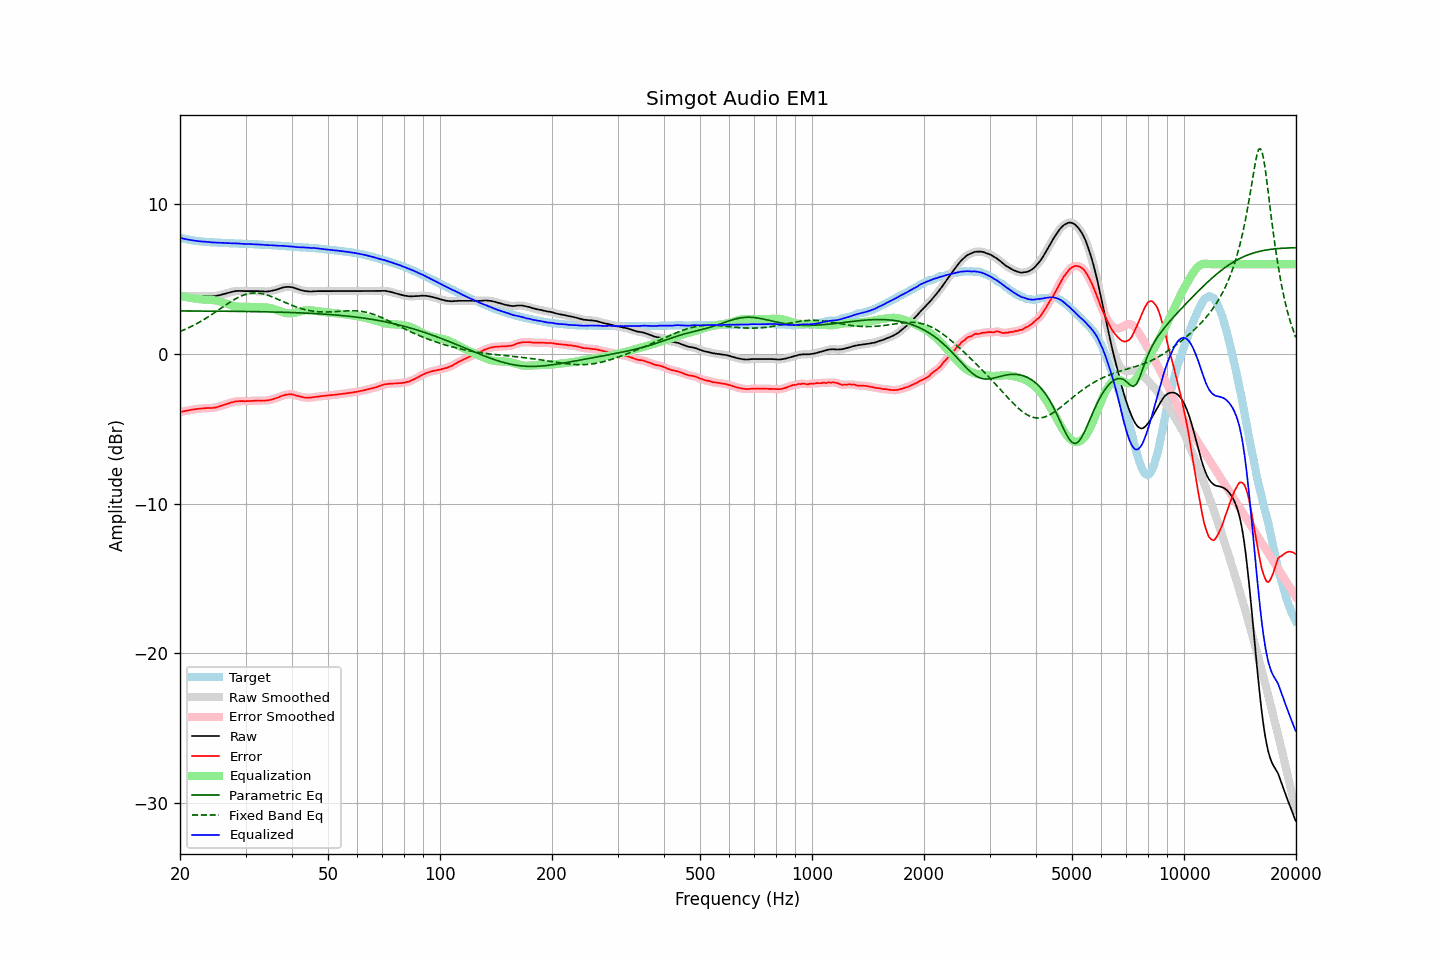 Simgot Audio EM1
Amplitude (dBr)
10
0
−10
−20
−30
Target
Raw Smoothed
Error Smoothed
Raw
Error
Equalization
Parametric Eq
Fixed Band Eq
Equalized
20
50
100
200
500
1000
2000
5000
10000
20000
Frequency (Hz)